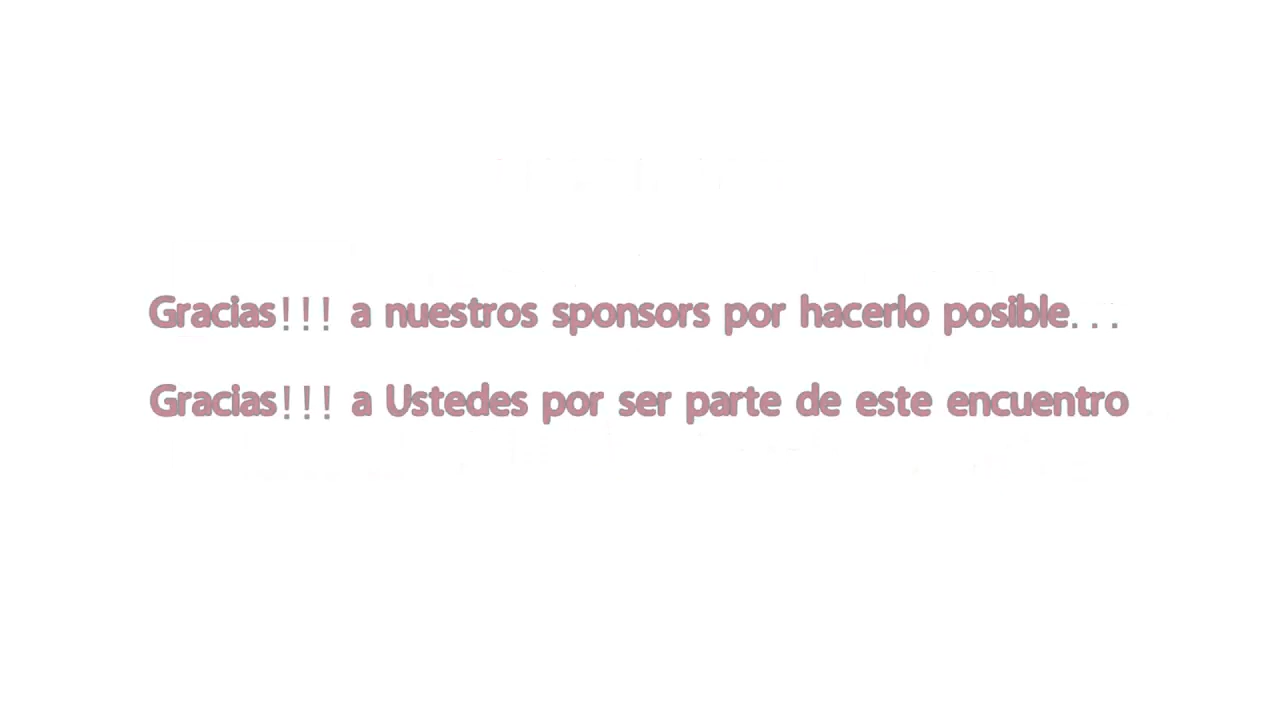 Gracias!!! a nuestros sponsors por hacerlo posible...
Gracias!!! a Ustedes por ser parte de este encuentro